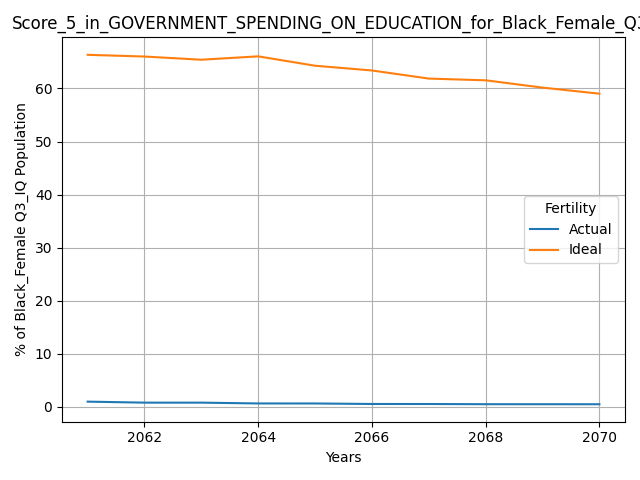 Score_5_in_GOVERNMENT_SPENDING_ON_EDUCATION_for_Black_Female_Q3
% of Black_Female Q3_IQ Population
60
50
40
30
20
10
0
Fertility
Actual
Ideal
2062 2064 2066 2068 2070
Years